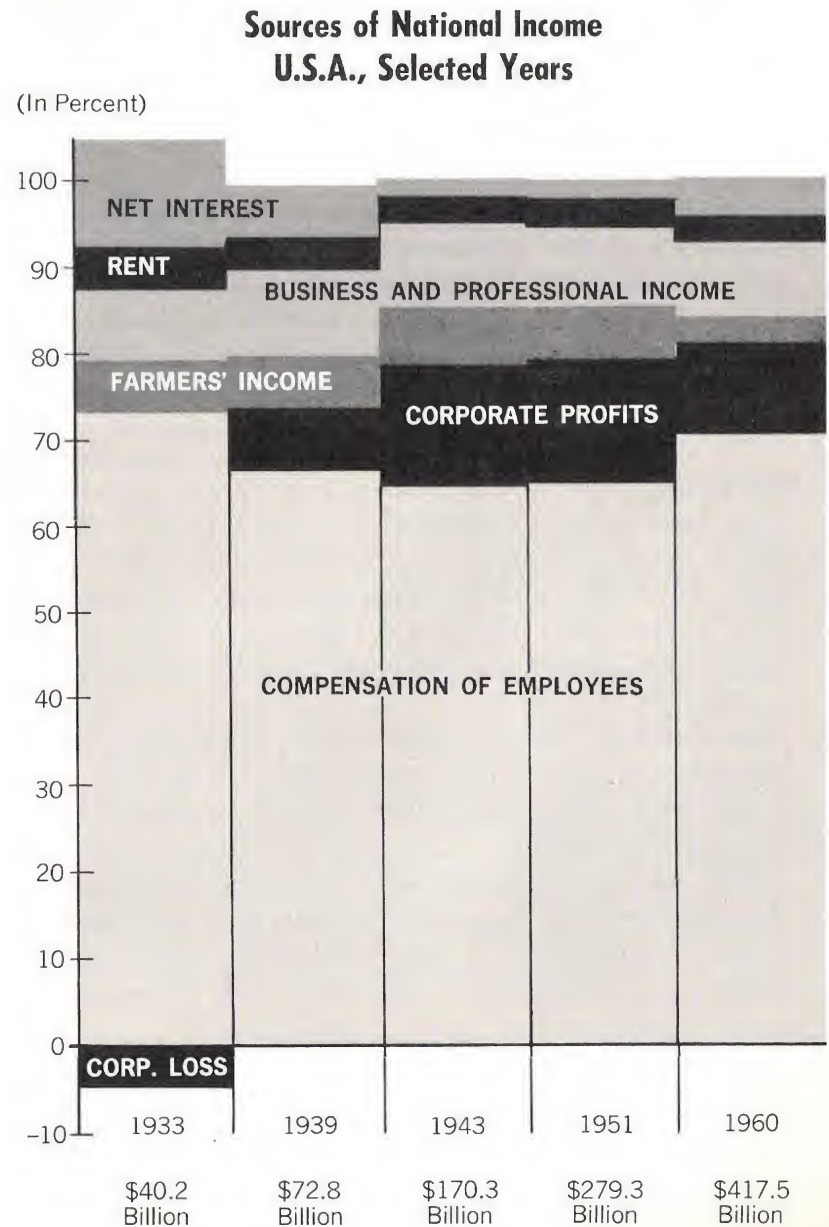 Sources of National Income
U.S.A., Selected Years
(In Percent)
100
90
80
70
60
50
40
30
20
10
0
-10
NET INTEREST
RENT
BUSINESS AND PROFESSIONAL INCOME
FARMERS' INCOME
CORPORATE PROFITS
COMPENSATION OF EMPLOYEES
CORP. LOSS
1933 1939 1943 1951 1960
$40.2 $72.8 $170.3 $279.3 $417.5
Billion Billion Billion Billion Billion